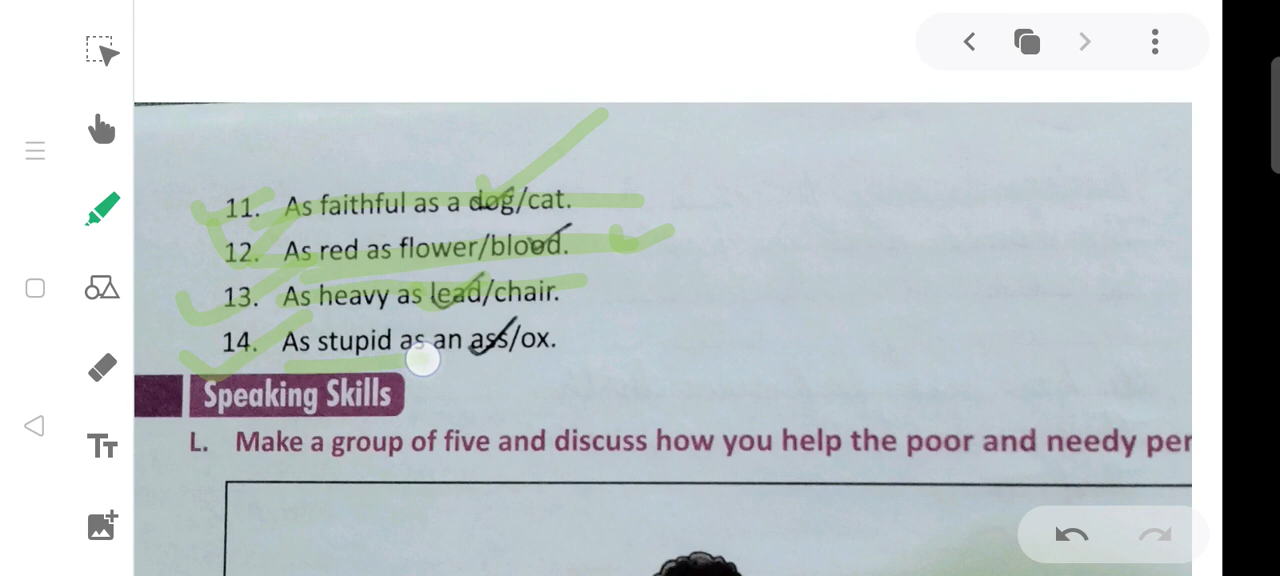 11. As faithful as a dog/cat.
12. As red as flower/blood.
13. As heavy as lead/chair.
14. As stupid as an ass/ox.
Speaking Skills
L. Make a group of five and discuss how you help the poor and needy per
TT